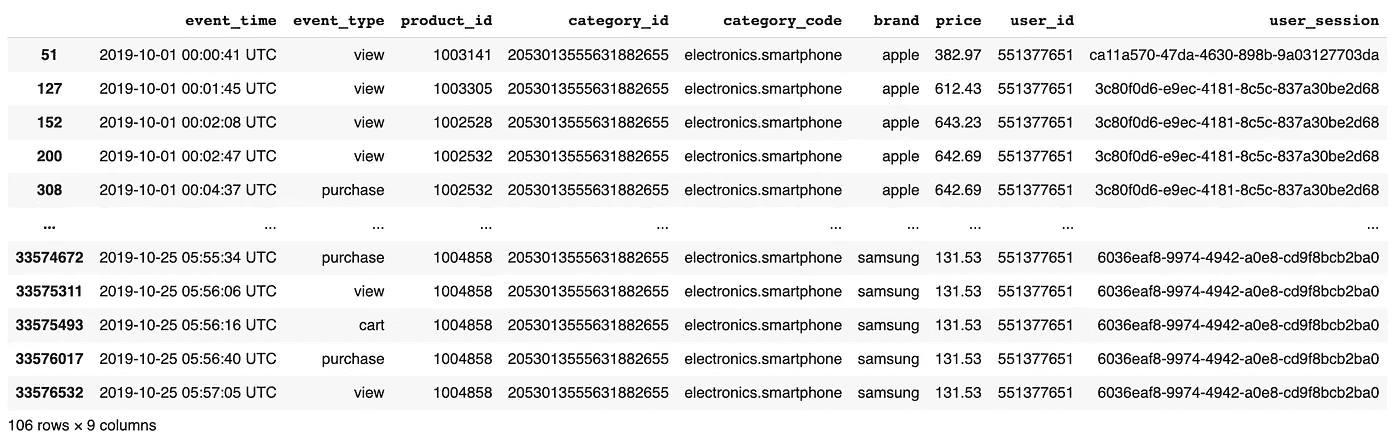 event_time event_type product_id category_id category_code brand price user_id user_session
51 2019-10-01 00:00:41 UTC view 1003141 2053013555631882655 electronics.smartphone apple 382.97 551377651 ca11a570-47da-4630-898b-9a03127703da
127 2019-10-01 00:01:45 UTC view 1003305 2053013555631882655 electronics.smartphone apple 612.43 551377651 3c80f0d6-e9ec-4181-8c5c-837a30be2d68
152 2019-10-01 00:02:08 UTC view 1002528 2053013555631882655 electronics.smartphone apple 643.23 551377651 3c80f0d6-e9ec-4181-8c5c-837a30be2d68
200 2019-10-01 00:02:47 UTC view 1002532 2053013555631882655 electronics.smartphone apple 642.69 551377651 3c80f0d6-e9ec-4181-8c5c-837a30be2d68
308 2019-10-01 00:04:37 UTC purchase 1002532 2053013555631882655 electronics.smartphone apple 642.69 551377651 3c80f0d6-e9ec-4181-8c5c-837a30be2d68
... ... ... ... ... ... ... ... ... ...
33574672 2019-10-25 05:55:34 UTC purchase 1004858 2053013555631882655 electronics.smartphone samsung 131.53 551377651 6036eaf8-9974-4942-a0e8-cd9f8bcb2ba0
33575311 2019-10-25 05:56:06 UTC view 1004858 2053013555631882655 electronics.smartphone samsung 131.53 551377651 6036eaf8-9974-4942-a0e8-cd9f8bcb2ba0
33575493 2019-10-25 05:56:16 UTC cart 1004858 2053013555631882655 electronics.smartphone samsung 131.53 551377651 6036eaf8-9974-4942-a0e8-cd9f8bcb2ba0
33576017 2019-10-25 05:56:40 UTC purchase 1004858 2053013555631882655 electronics.smartphone samsung 131.53 551377651 6036eaf8-9974-4942-a0e8-cd9f8bcb2ba0
33576532 2019-10-25 05:57:05 UTC view 1004858 2053013555631882655 electronics.smartphone samsung 131.53 551377651 6036eaf8-9974-4942-a0e8-cd9f8bcb2ba0
106 rows × 9 columns